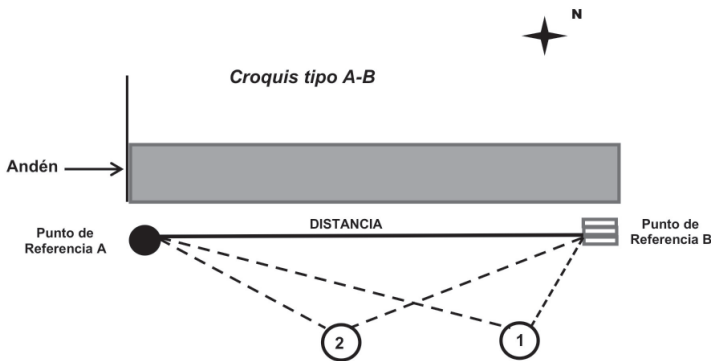 N
Croquis tipo A-B
Andén
DISTANCIA
Punto de
Referencia A
Punto de
Referencia B
2
1